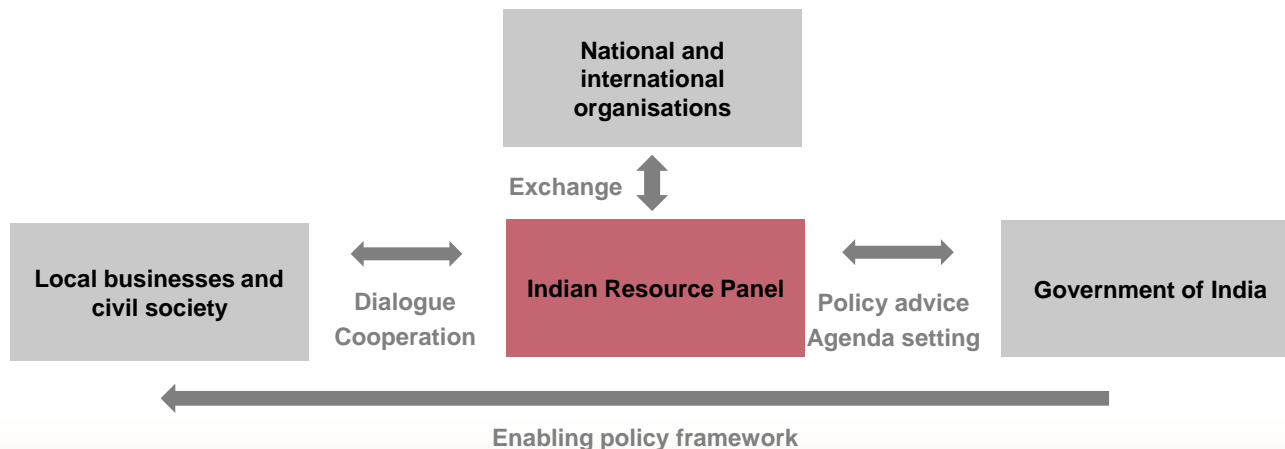 National and
international
organisations
Exchange
Local businesses and
civil society
Dialogue
Cooperation
Indian Resource Panel
Policy advice
Agenda setting
Government of India
Enabling policy framework